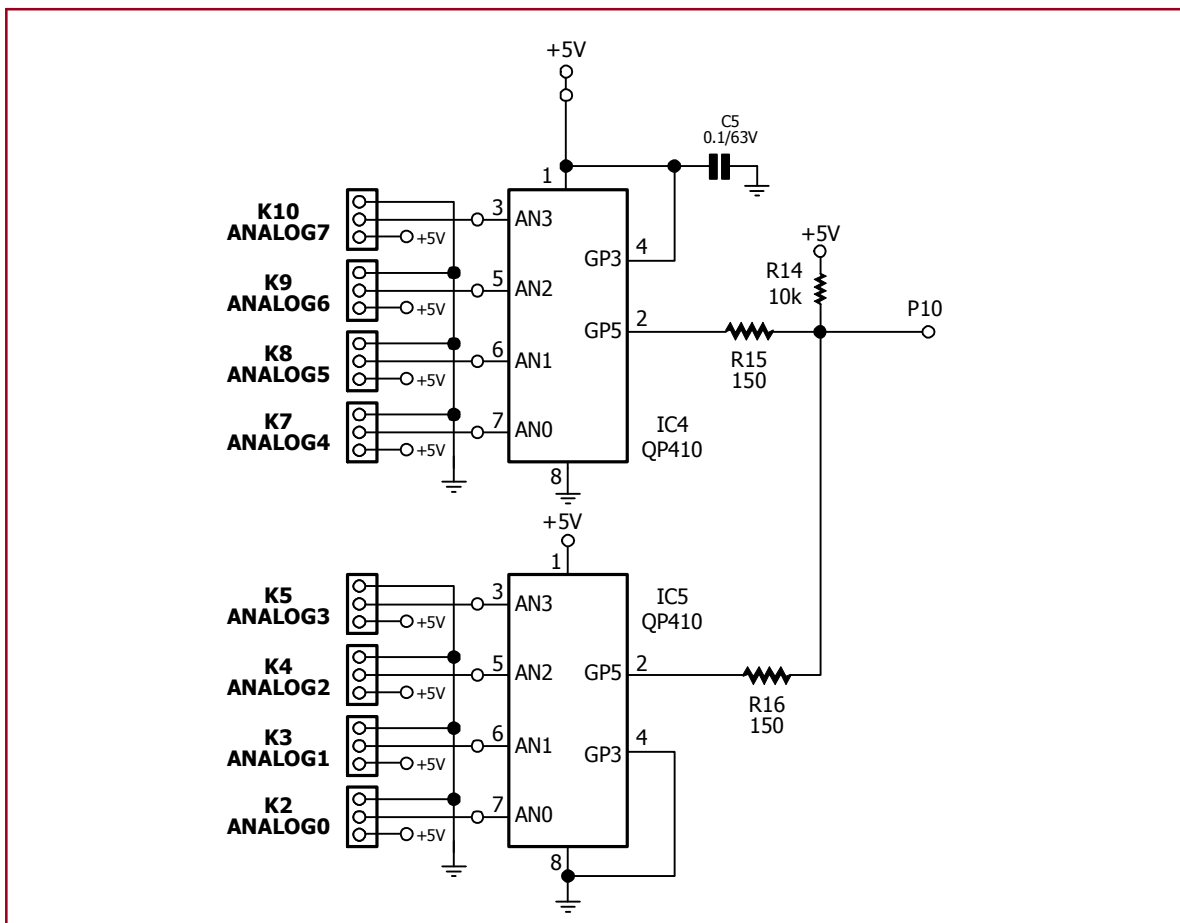 +5V
C5
0.1/63V
1
K10
ANALOG7
+5V
3
AN3
K9
ANALOG6
+5V
5
AN2
K8
ANALOG5
+5V
6
AN1
K7
ANALOG4
+5V
7
AN0
GP3
4
GP5
2
R15
150
+5V
R14
10k
P10
IC4
QP410
8
+5V
1
K5
ANALOG3
+5V
3
AN3
K4
ANALOG2
+5V
5
AN2
K3
ANALOG1
+5V
6
AN1
K2
ANALOG0
+5V
7
AN0
IC5
QP410
GP5
2
R16
150
GP3
4
8